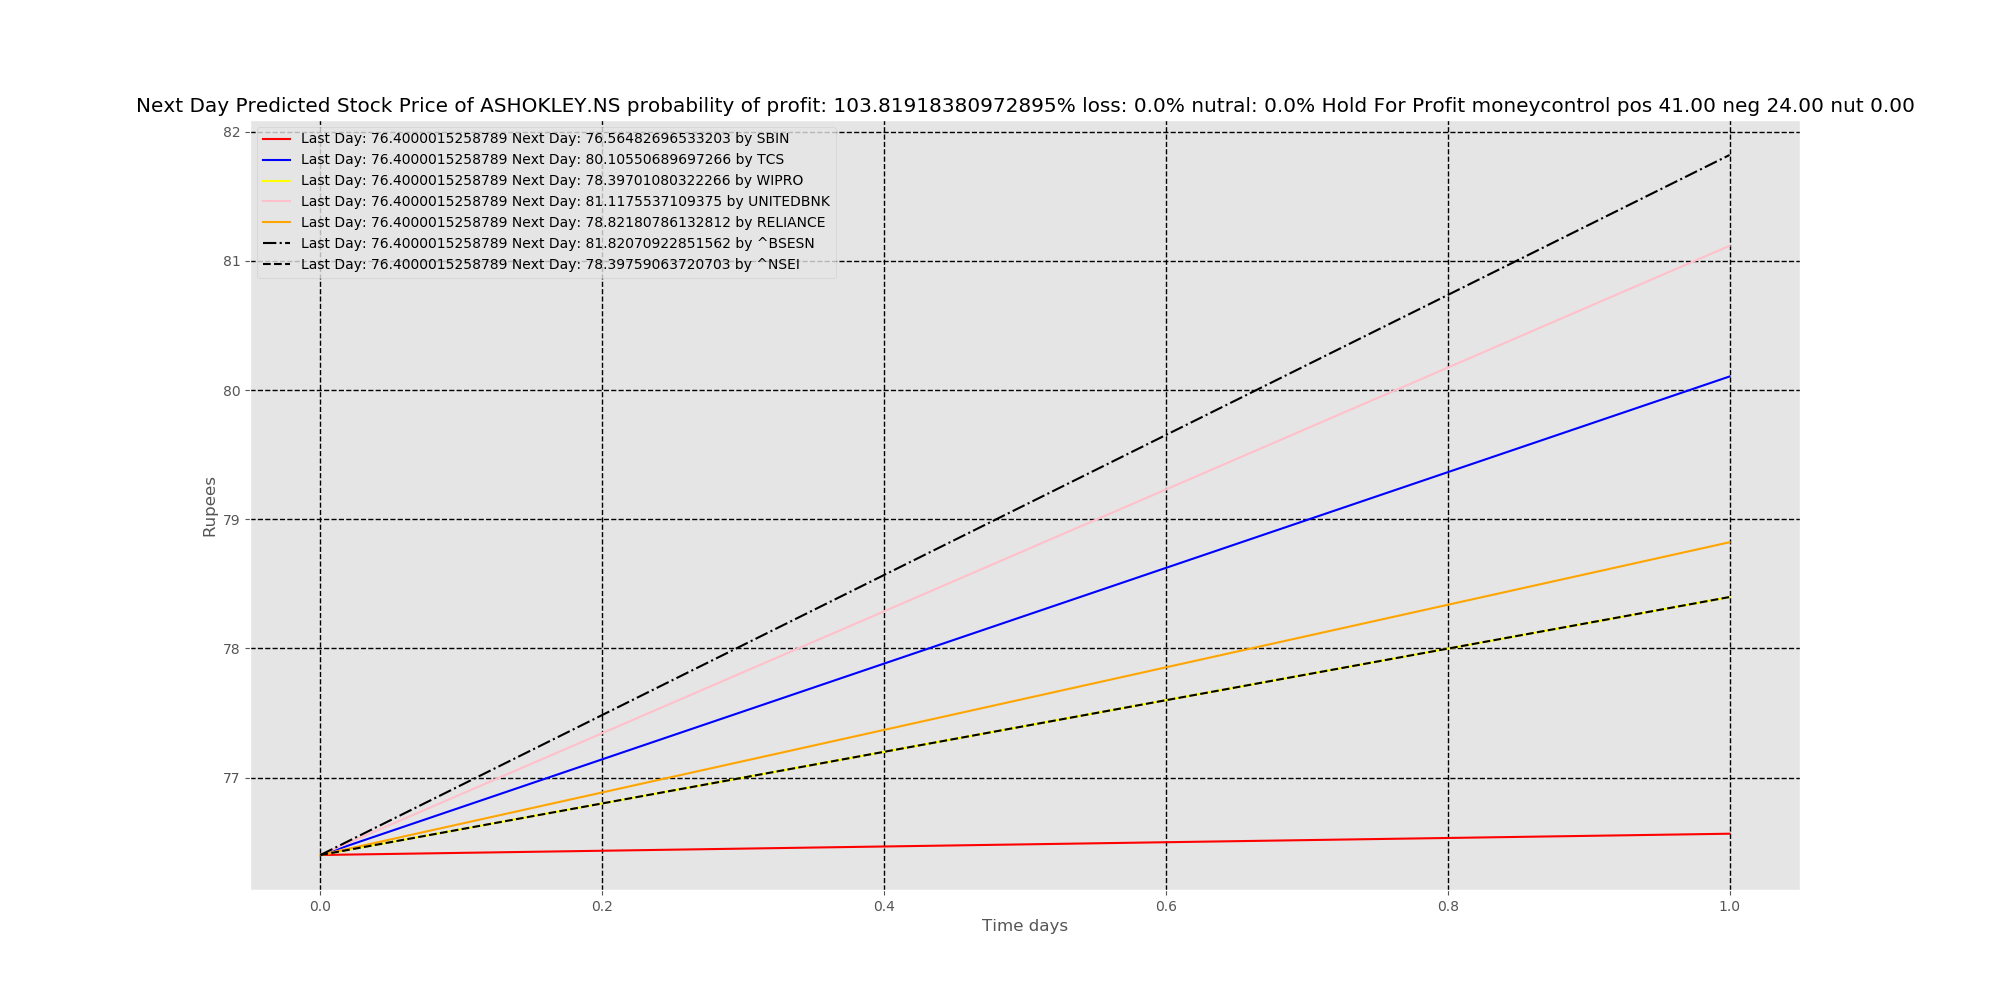 Next Day Predicted Stock Price of ASHOKLEY.NS probability of profit: 103.81918380972895% loss: 0.0% nutral: 0.0% Hold For Profit moneycontrol pos 41.00 neg 24.00 nut 0.00
Last Day: 76.4000015258789 Next Day: 76.56482696533203 by SBIN
Last Day: 76.4000015258789 Next Day: 80.10550689697266 by TCS
Last Day: 76.4000015258789 Next Day: 78.39701080322266 by WIPRO
Last Day: 76.4000015258789 Next Day: 81.1175537109375 by UNITEDBNK
Last Day: 76.4000015258789 Next Day: 78.82180786132812 by RELIANCE
Last Day: 76.4000015258789 Next Day: 81.82070922851562 by ^BSESN
Last Day: 76.4000015258789 Next Day: 78.39759063720703 by ^NSEI
82
81
80
79
78
77
Rupees
0.0 0.2 0.4 0.6 0.8 1.0
Time days